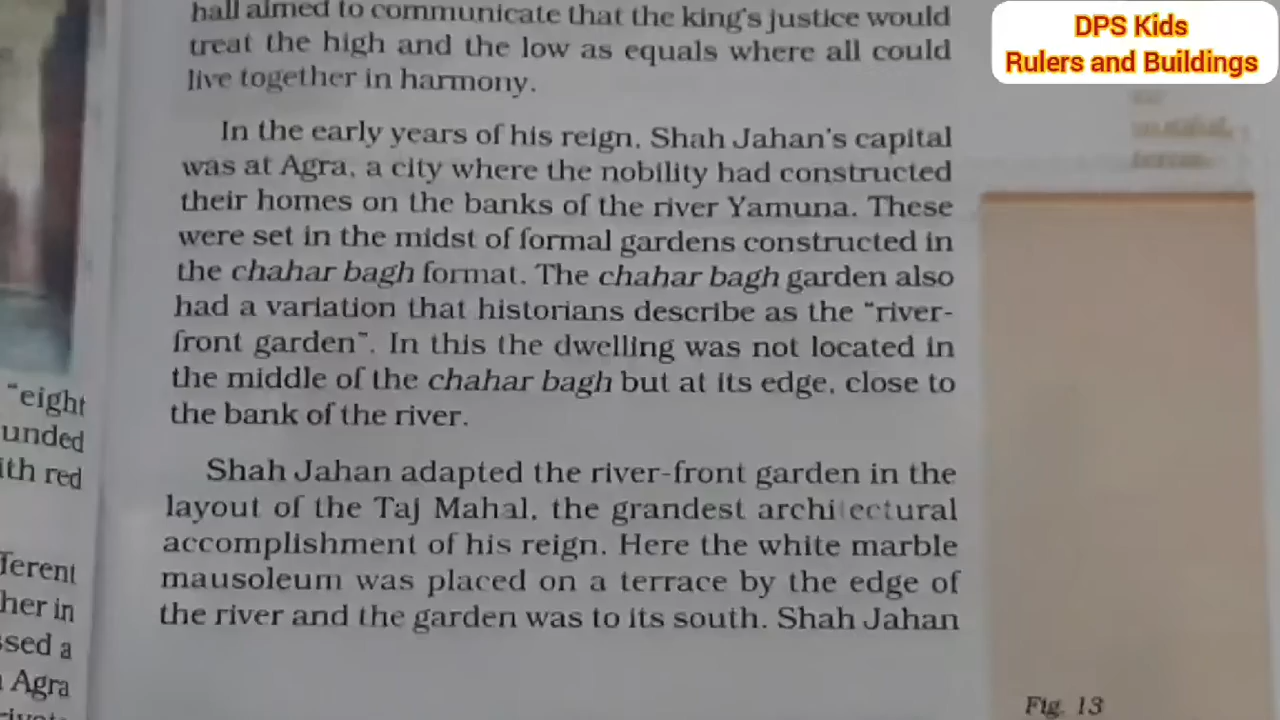 hall aimed to communicate that the king's justice would
treat the high and the low as equals where all could
live together in harmony.
In the early years of his reign, Shah Jahan's capital
was at Agra, a city where the nobility had constructed
their homes on the banks of the river Yamuna. These
were set in the midst of formal gardens constructed in
the chahar bagh format. The chahar bagh garden also
had a variation that historians describe as the "river-
front garden". In this the dwelling was not located in
the middle of the chahar bagh but at its edge, close to
the bank of the river.
Shah Jahan adapted the river-front garden in the
layout of the Taj Mahal, the grandest architectural
accomplishment of his reign. Here the white marble
mausoleum was placed on a terrace by the edge of
the river and the garden was to its south. Shah Jahan
"eight
unded
ith red
ferent
her in
ssed a
Agra
DPS Kids
Rulers and Buildings
Fig. 13